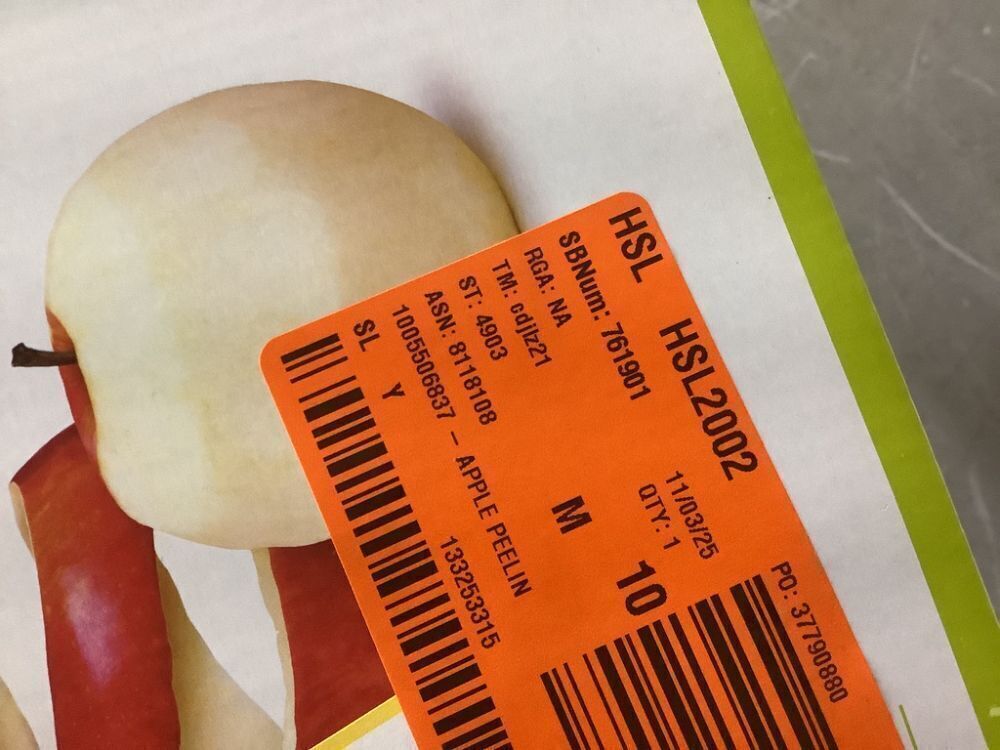 HSL HSL2002
SBNum: 761901 11/03/25 PO: 37790880
RGA: NA QTY: 1
TM: cdjlz21
ST: 4903 M 10
ASN: 8118108
1005506837 - APPLE PEELIN
SL Y 133253315